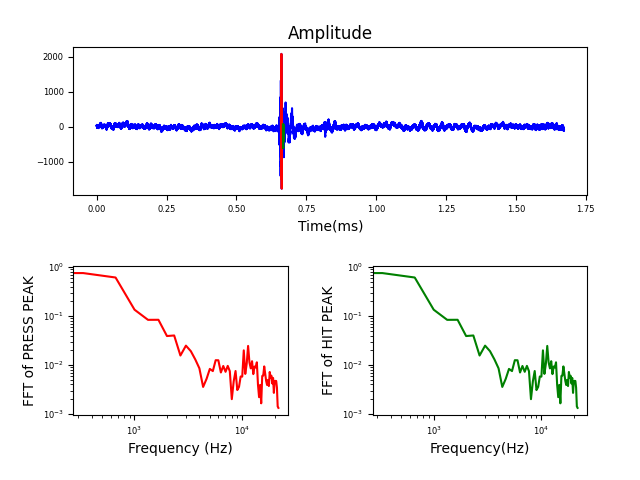 Amplitude
2000
1000
0
−1000
0.00 0.25 0.50 0.75 1.00 1.25 1.50 1.75
Time(ms)
FFT of PRESS PEAK
10⁰
10⁻¹
10⁻²
10⁻³
10³ 10⁴
Frequency (Hz)
FFT of HIT PEAK
10⁰
10⁻¹
10⁻²
10⁻³
10³ 10⁴
Frequency(Hz)